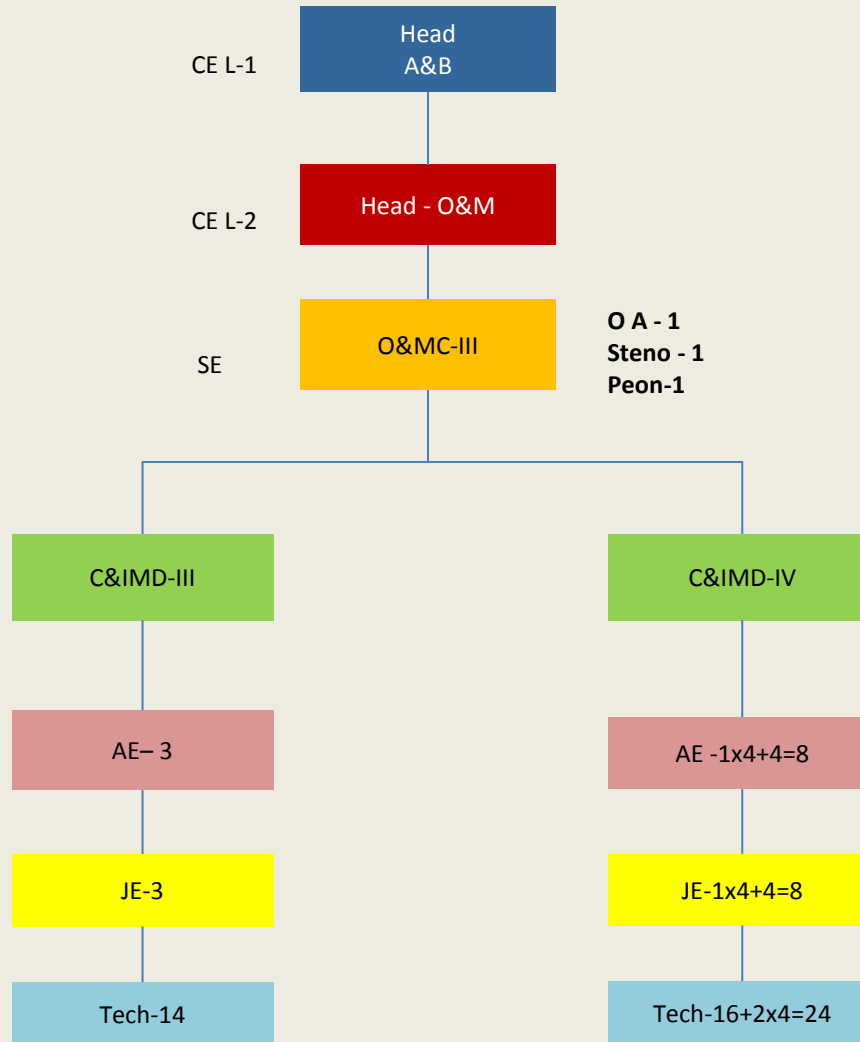 Head
A&B
CE L-1
Head - O&M
CE L-2
O&MC-III
SE
O A - 1
Steno - 1
Peon-1
C&IMD-III
C&IMD-IV
AE– 3
AE -1x4+4=8
JE-3
JE-1x4+4=8
Tech-14
Tech-16+2x4=24